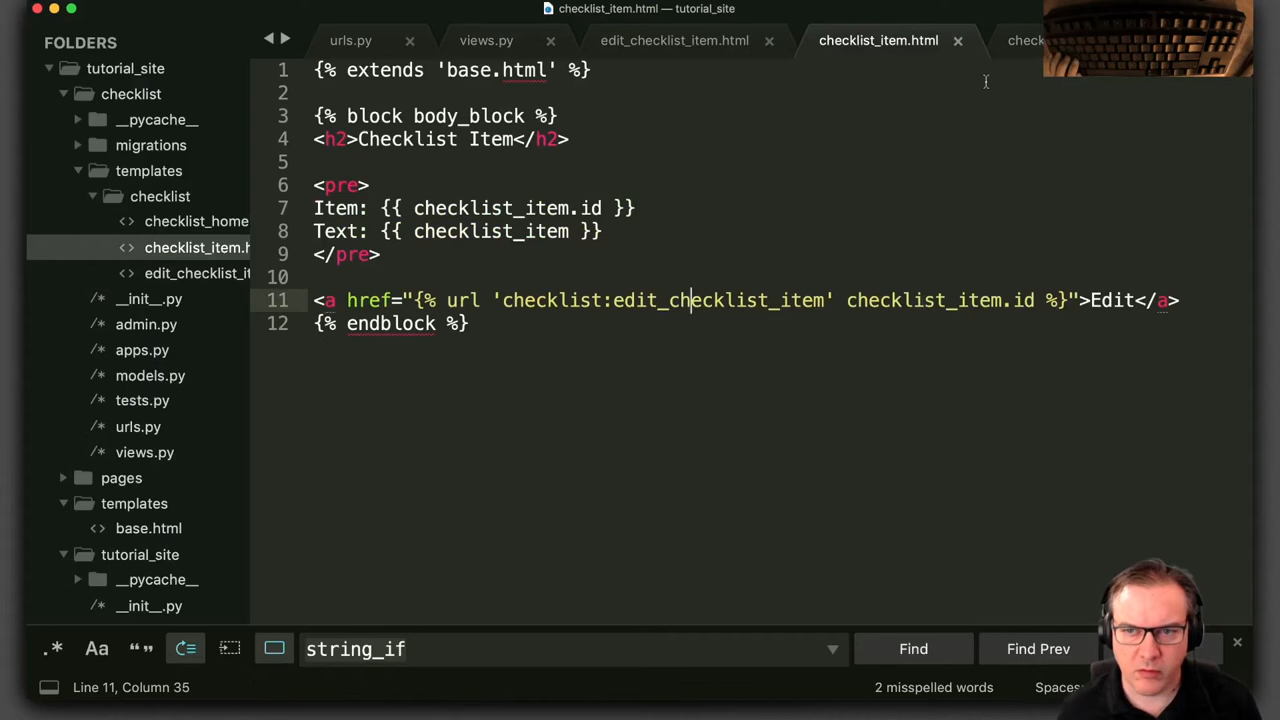 checklist_item.html — tutorial_site
FOLDERS
tutorial_site
checklist
__pycache__
migrations
templates
checklist
checklist_home
checklist_item.h
edit_checklist_it
__init__.py
admin.py
apps.py
models.py
tests.py
urls.py
views.py
pages
templates
base.html
tutorial_site
__pycache__
__init__.py
urls.py
views.py
edit_checklist_item.html
checklist_item.html
check
1 {% extends 'base.html' %}
2
3 {% block body_block %}
4 <h2>Checklist Item</h2>
5
6 <pre>
7 Item: {{ checklist_item.id }}
8 Text: {{ checklist_item }}
9 </pre>
10
11 <a href="{% url 'checklist:edit_checklist_item' checklist_item.id %}">Edit</a>
12 {% endblock %}
.* Aa “” string_if Find Find Prev
Line 11, Column 35 2 misspelled words Spaces: